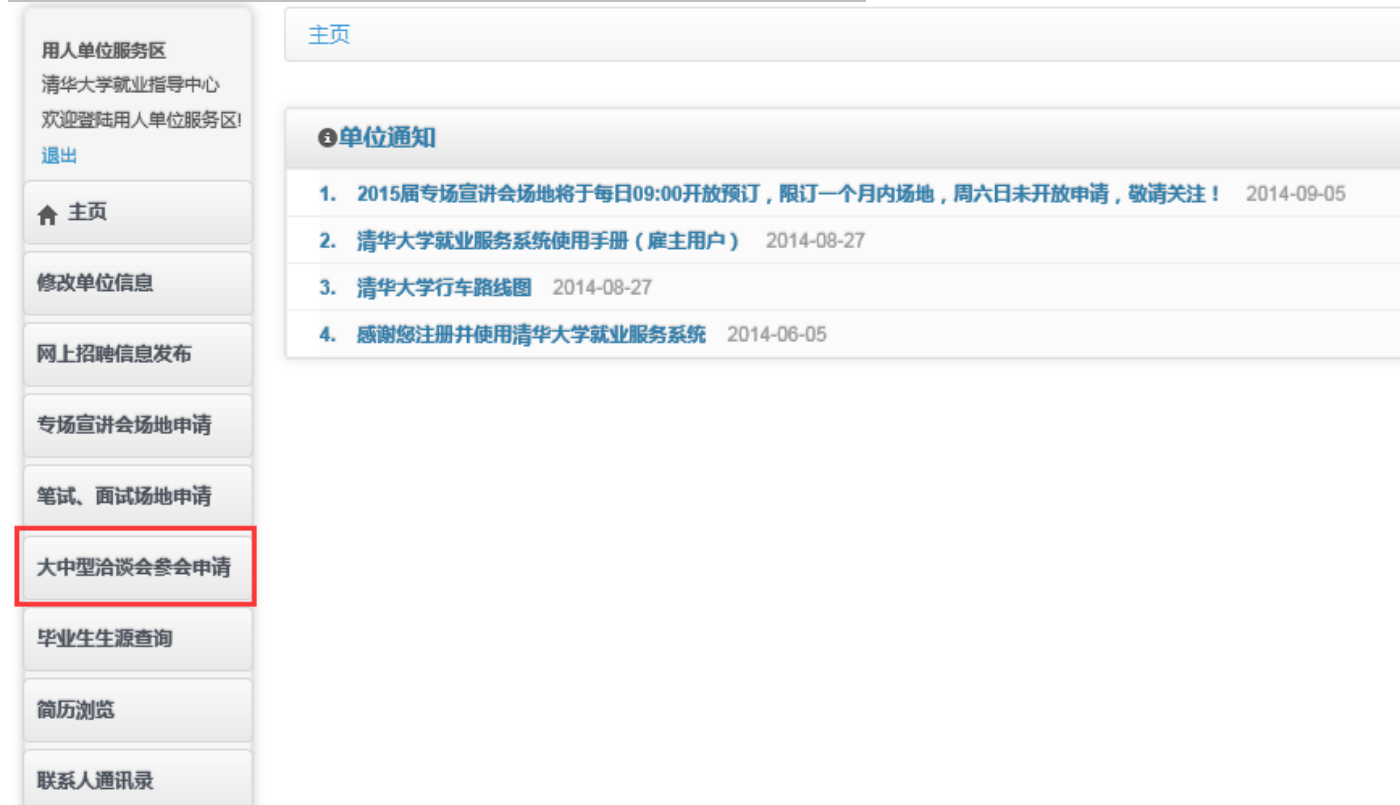 用人单位服务区
清华大学就业指导中心
欢迎登陆用人单位服务区!
退出
主页
修改单位信息
网上招聘信息发布
专场宣讲会场地申请
笔试、面试场地申请
大中型洽谈会参会申请
毕业生生源查询
简历浏览
联系人通讯录
主页
单位通知
1. 2015届专场宣讲会场地将于每日09:00开放预订，限订一个月内场地，周六日未开放申请，敬请关注！ 2014-09-05
2. 清华大学就业服务系统使用手册（雇主用户） 2014-08-27
3. 清华大学行车路线图 2014-08-27
4. 感谢您注册并使用清华大学就业服务系统 2014-06-05